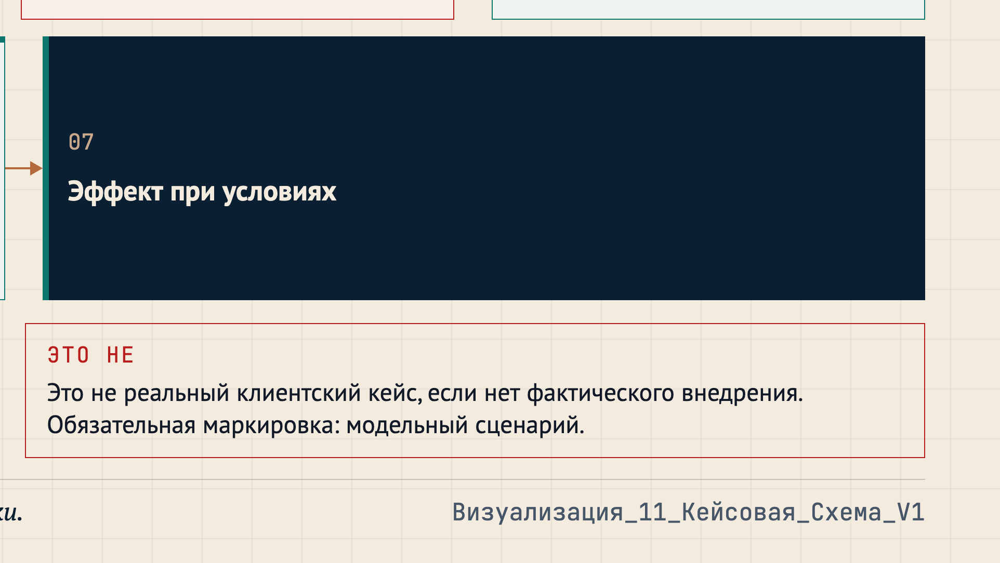 07
Эффект при условиях
ЭТО НЕ
Это не реальный клиентский кейс, если нет фактического внедрения.
Обязательная маркировка: модельный сценарий.
Визуализация_11_Кейсовая_Схема_V1